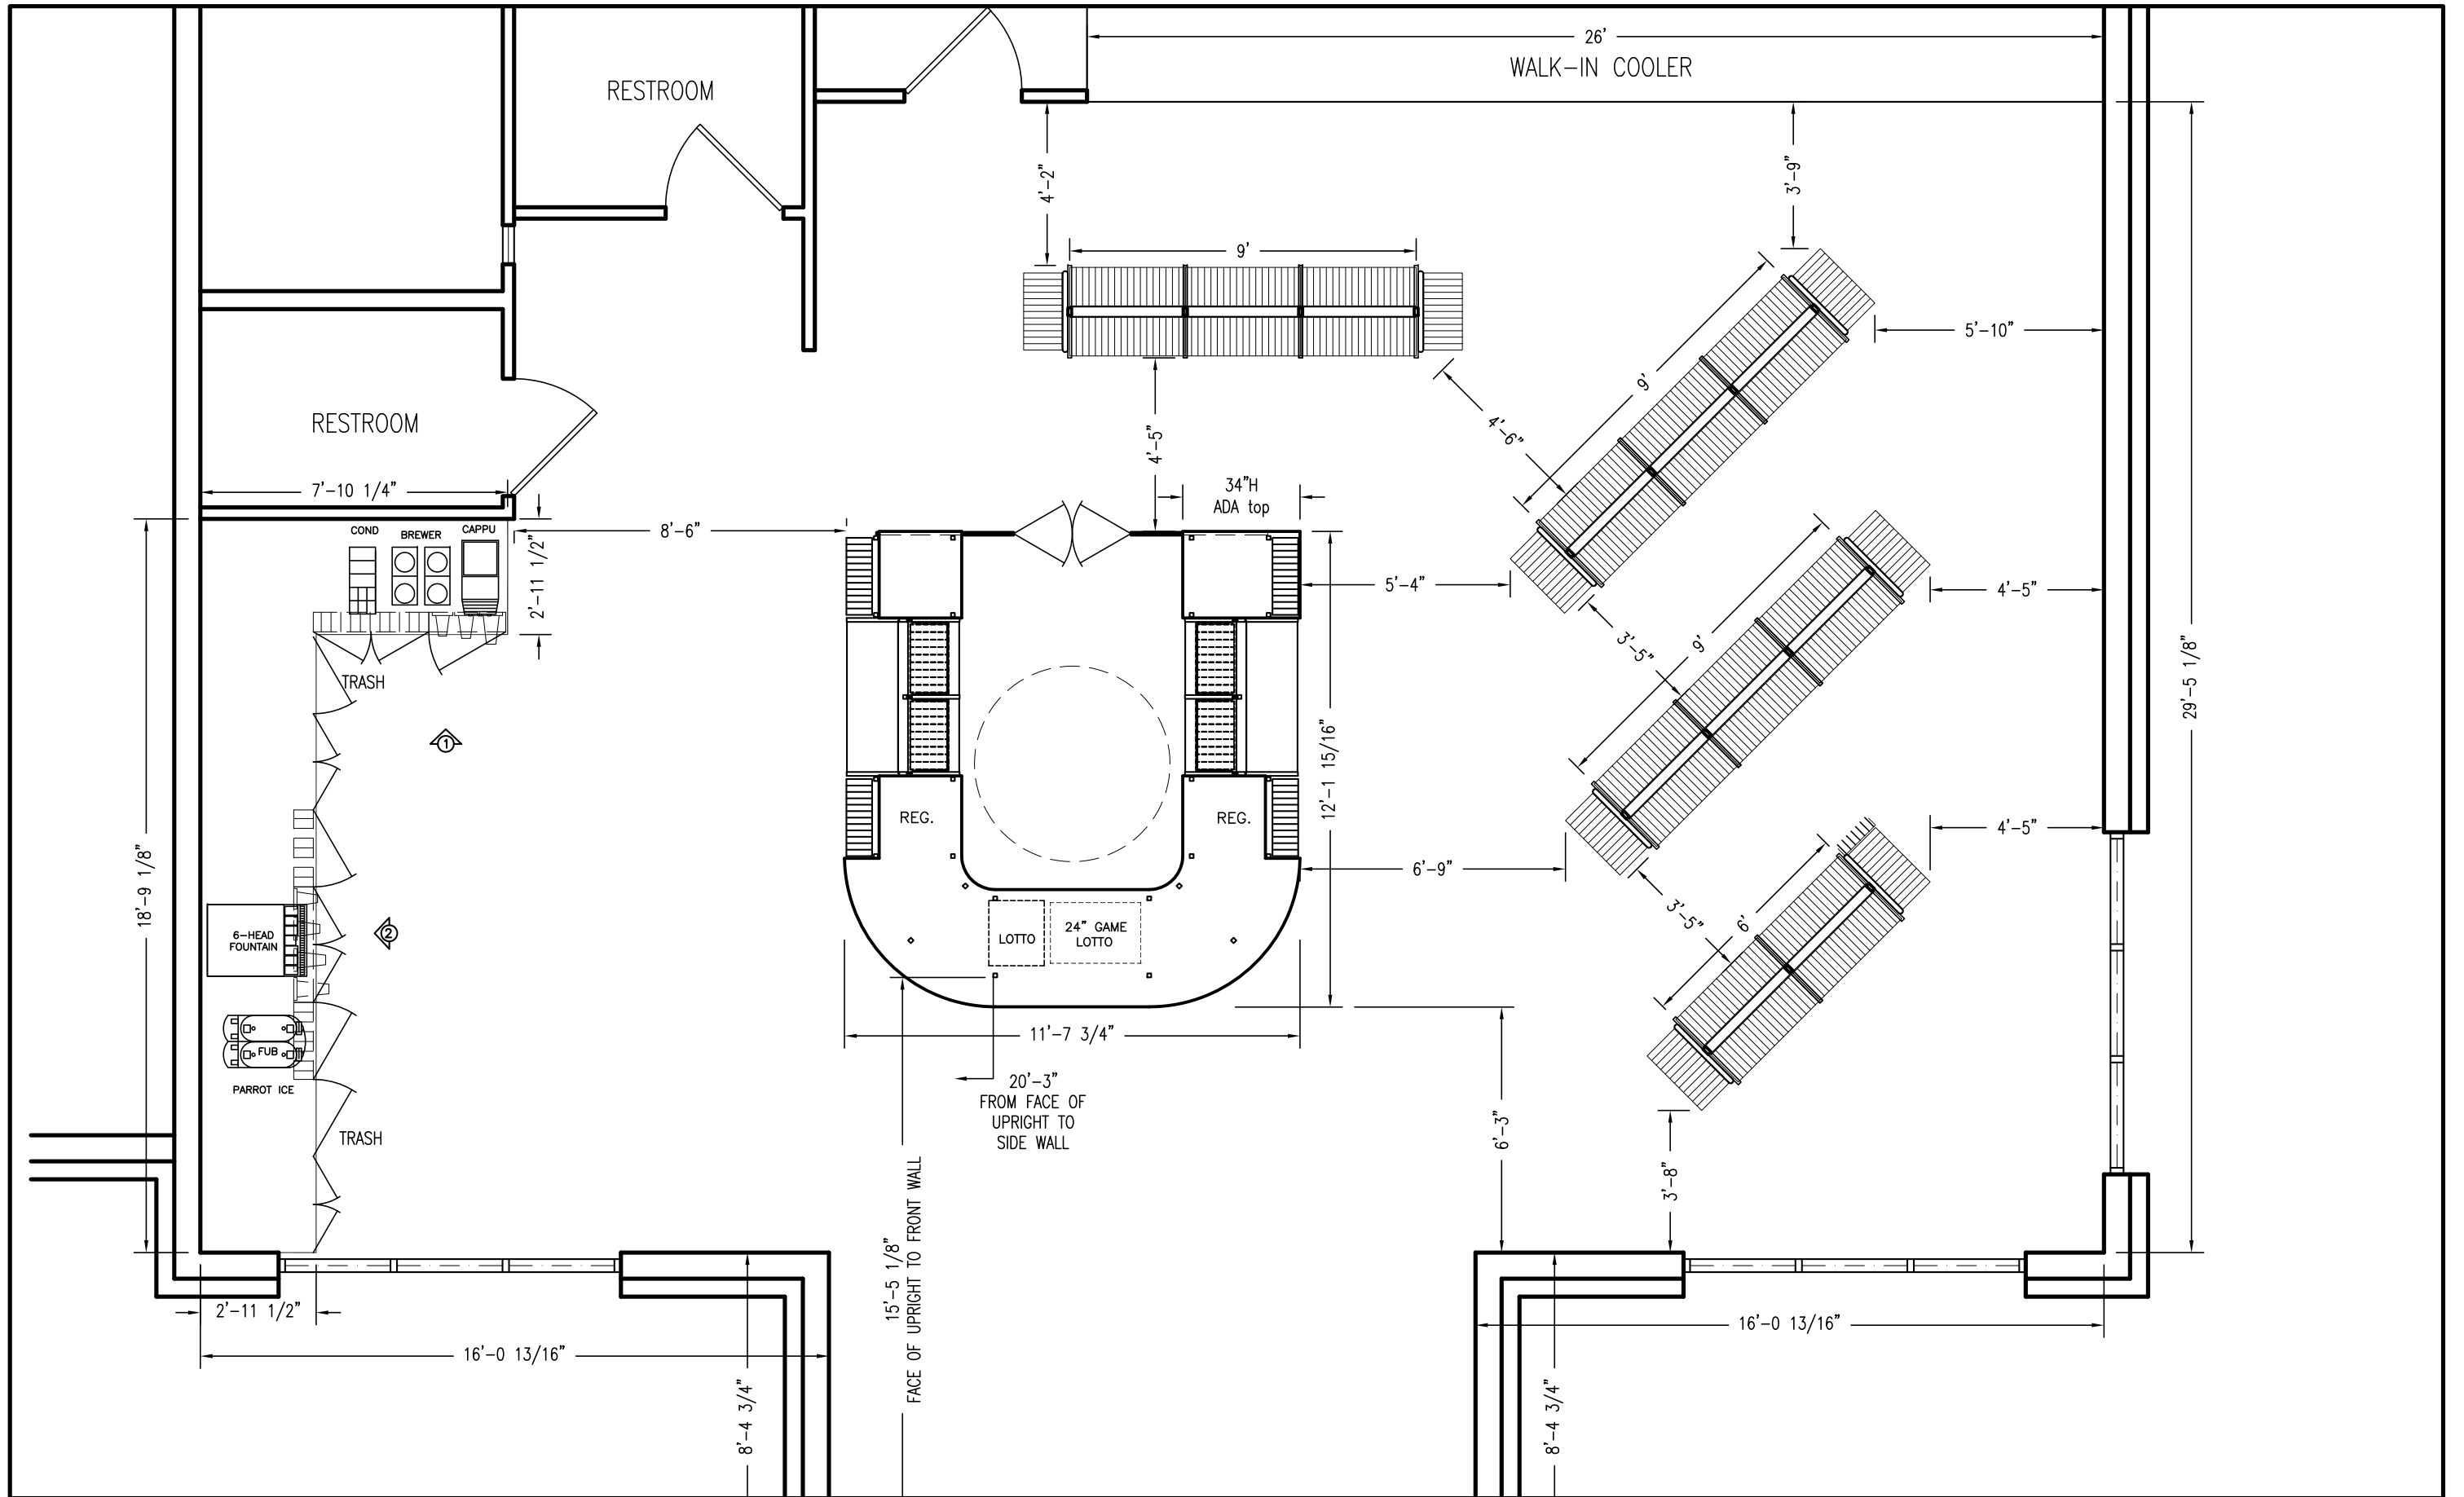 26'
WALK-IN COOLER
RESTROOM
4'-2"
3'-9"
9'
5'-10"
9'
RESTROOM
4'-6"
4'-5"
7'-10 1/4"
34"H
ADA top
COND
BREWER
CAPPU
8'-6"
2'-11 1/2"
5'-4"
4'-5"
3'-5"
9'
29'-5 1/8"
TRASH
1
12'-1 15/16"
REG.
REG.
4'-5"
6'-9"
18'-9 1/8"
3'-5"
6'
6-HEAD
FOUNTAIN
2
LOTTO
24" GAME
LOTTO
11'-7 3/4"
FUB
PARROT ICE
20'-3"
FROM FACE OF
UPRIGHT TO
SIDE WALL
TRASH
6'-3"
3'-8"
15'-5 1/8"
FACE OF UPRIGHT TO FRONT WALL
2'-11 1/2"
16'-0 13/16"
16'-0 13/16"
8'-4 3/4"
8'-4 3/4"